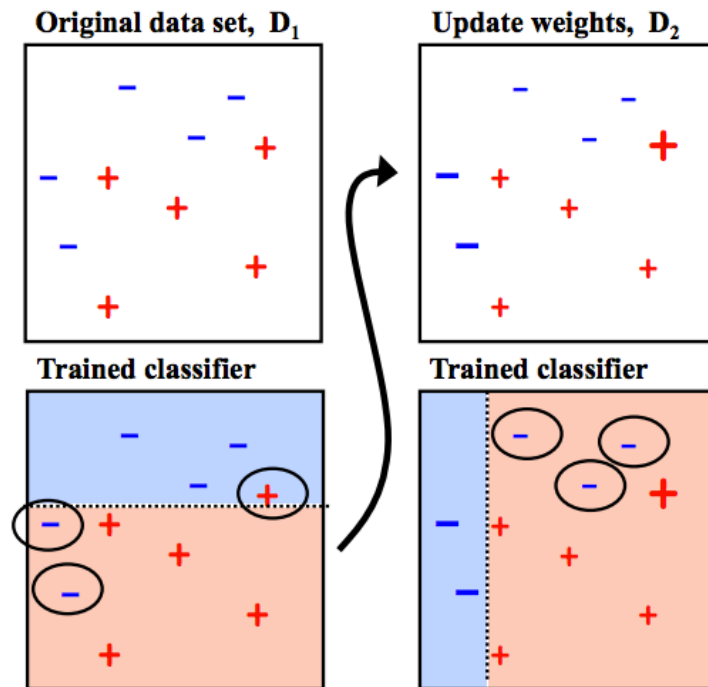 Original data set, D₁
Update weights, D₂
Trained classifier
Trained classifier